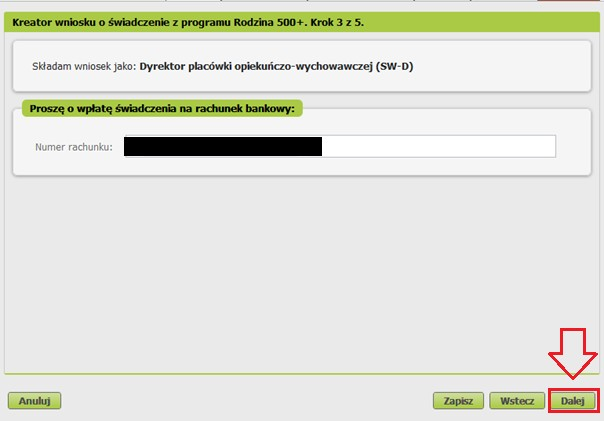 Kreator wniosku o świadczenie z programu Rodzina 500+. Krok 3 z 5.
Składam wniosek jako: Dyrektor placówki opiekuńczo-wychowawczej (SW-D)
Proszę o wpłatę świadczenia na rachunek bankowy:
Numer rachunku:
Anuluj Zapisz Wstecz Dalej